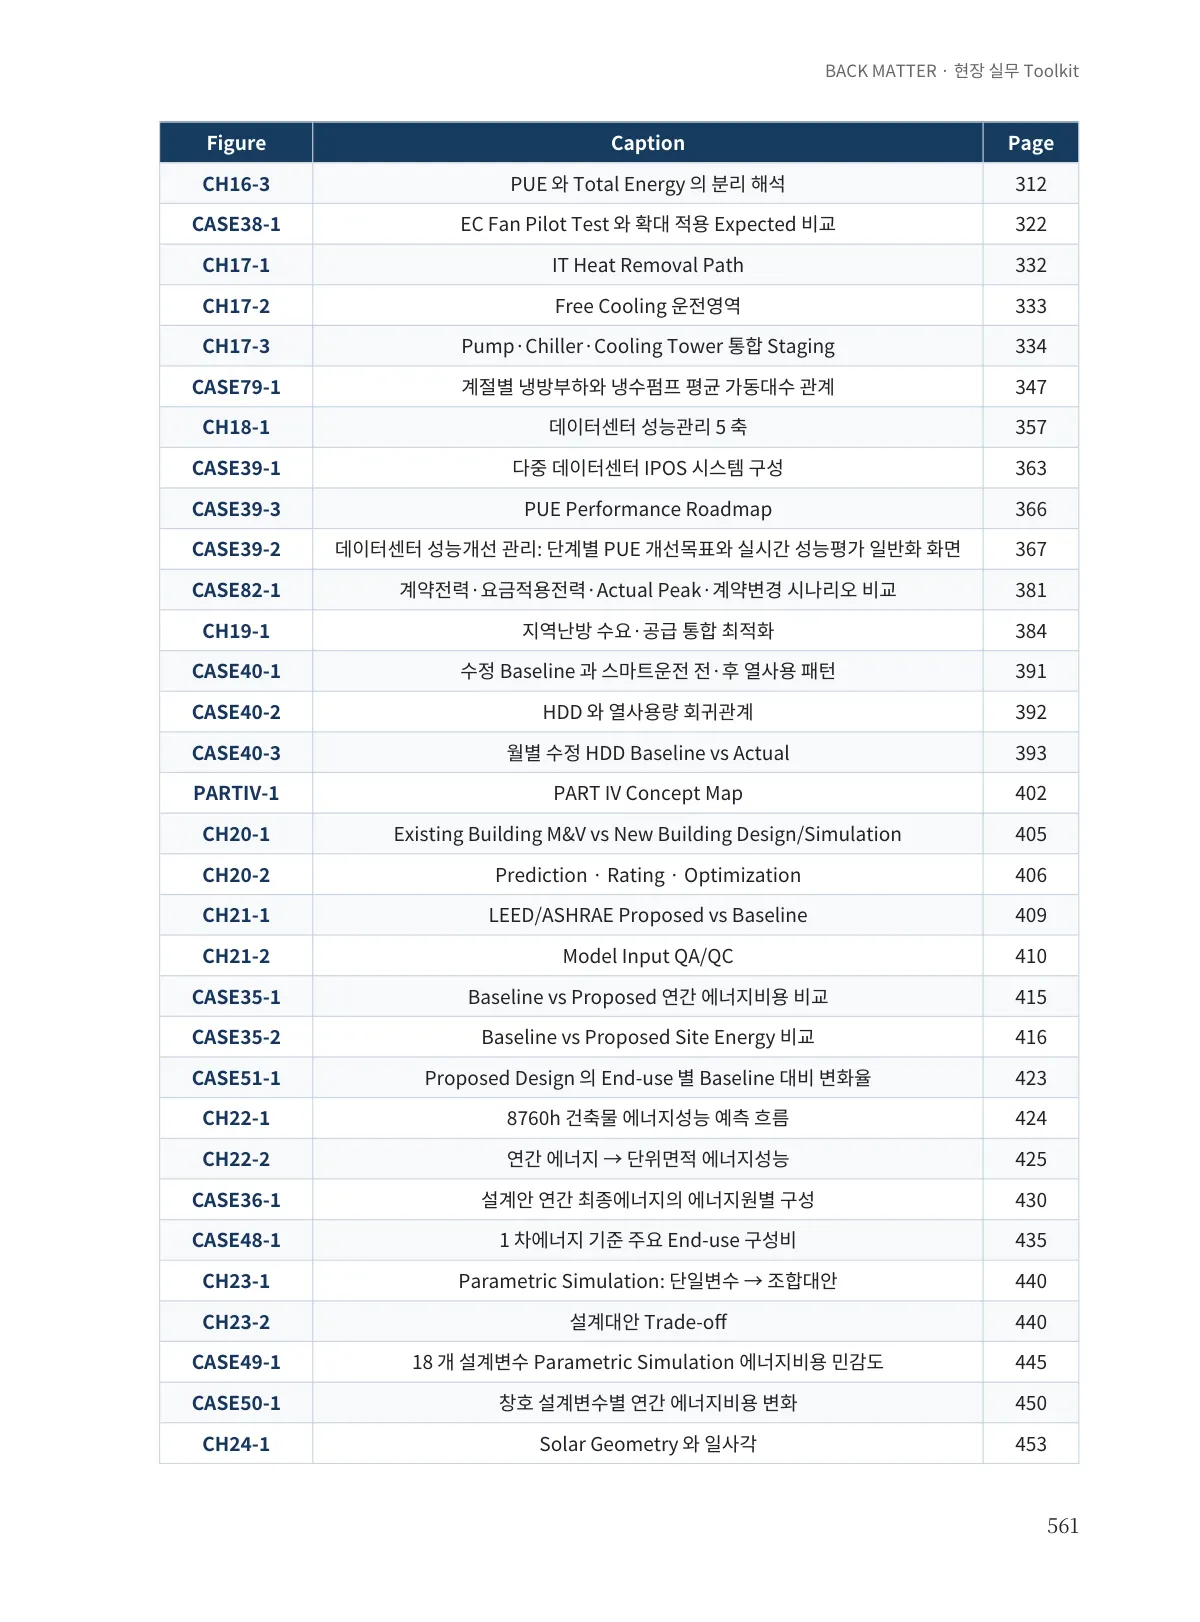 BACK MATTER · 현장 실무 Toolkit
Figure Caption Page
CH16-3 PUE 와 Total Energy 의 분리 해석 312
CASE38-1 EC Fan Pilot Test 와 확대 적용 Expected 비교 322
CH17-1 IT Heat Removal Path 332
CH17-2 Free Cooling 운전영역 333
CH17-3 Pump·Chiller·Cooling Tower 통합 Staging 334
CASE79-1 계절별 냉방부하와 냉수펌프 평균 가동대수 관계 347
CH18-1 데이터센터 성능관리 5 축 357
CASE39-1 다중 데이터센터 IPOS 시스템 구성 363
CASE39-3 PUE Performance Roadmap 366
CASE39-2 데이터센터 성능개선 관리: 단계별 PUE 개선목표와 실시간 성능평가 일반화 화면 367
CASE82-1 계약전력·요금적용전력·Actual Peak·계약변경 시나리오 비교 381
CH19-1 지역난방 수요·공급 통합 최적화 384
CASE40-1 수정 Baseline 과 스마트운전 전·후 열사용 패턴 391
CASE40-2 HDD 와 열사용량 회귀관계 392
CASE40-3 월별 수정 HDD Baseline vs Actual 393
PARTIV-1 PART IV Concept Map 402
CH20-1 Existing Building M&V vs New Building Design/Simulation 405
CH20-2 Prediction · Rating · Optimization 406
CH21-1 LEED/ASHRAE Proposed vs Baseline 409
CH21-2 Model Input QA/QC 410
CASE35-1 Baseline vs Proposed 연간 에너지비용 비교 415
CASE35-2 Baseline vs Proposed Site Energy 비교 416
CASE51-1 Proposed Design 의 End-use 별 Baseline 대비 변화율 423
CH22-1 8760h 건축물 에너지성능 예측 흐름 424
CH22-2 연간 에너지 → 단위면적 에너지성능 425
CASE36-1 설계안 연간 최종에너지의 에너지원별 구성 430
CASE48-1 1 차에너지 기준 주요 End-use 구성비 435
CH23-1 Parametric Simulation: 단일변수 → 조합대안 440
CH23-2 설계대안 Trade-off 440
CASE49-1 18 개 설계변수 Parametric Simulation 에너지비용 민감도 445
CASE50-1 창호 설계변수별 연간 에너지비용 변화 450
CH24-1 Solar Geometry 와 일사각 453
561